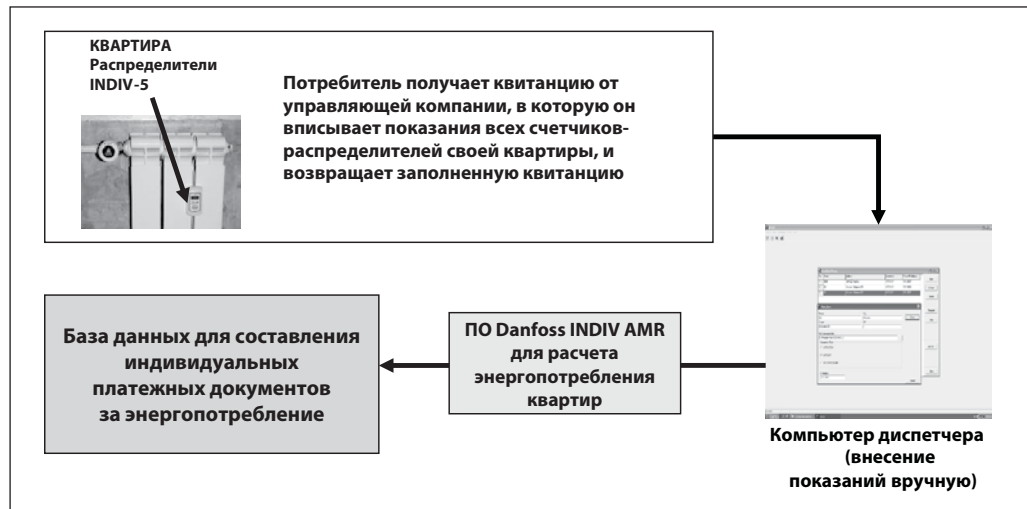 КВАРТИРА
Распределители
INDIV-5
Потребитель получает квитанцию от
управляющей компании, в которую он
вписывает показания всех счетчиков-
распределителей своей квартиры, и
возвращает заполненную квитанцию
База данных для составления
индивидуальных
платежных документов
за энергопотребление
ПО Danfoss INDIV AMR
для расчета
энергопотребления
квартир
Компьютер диспетчера
(внесение
показаний вручную)